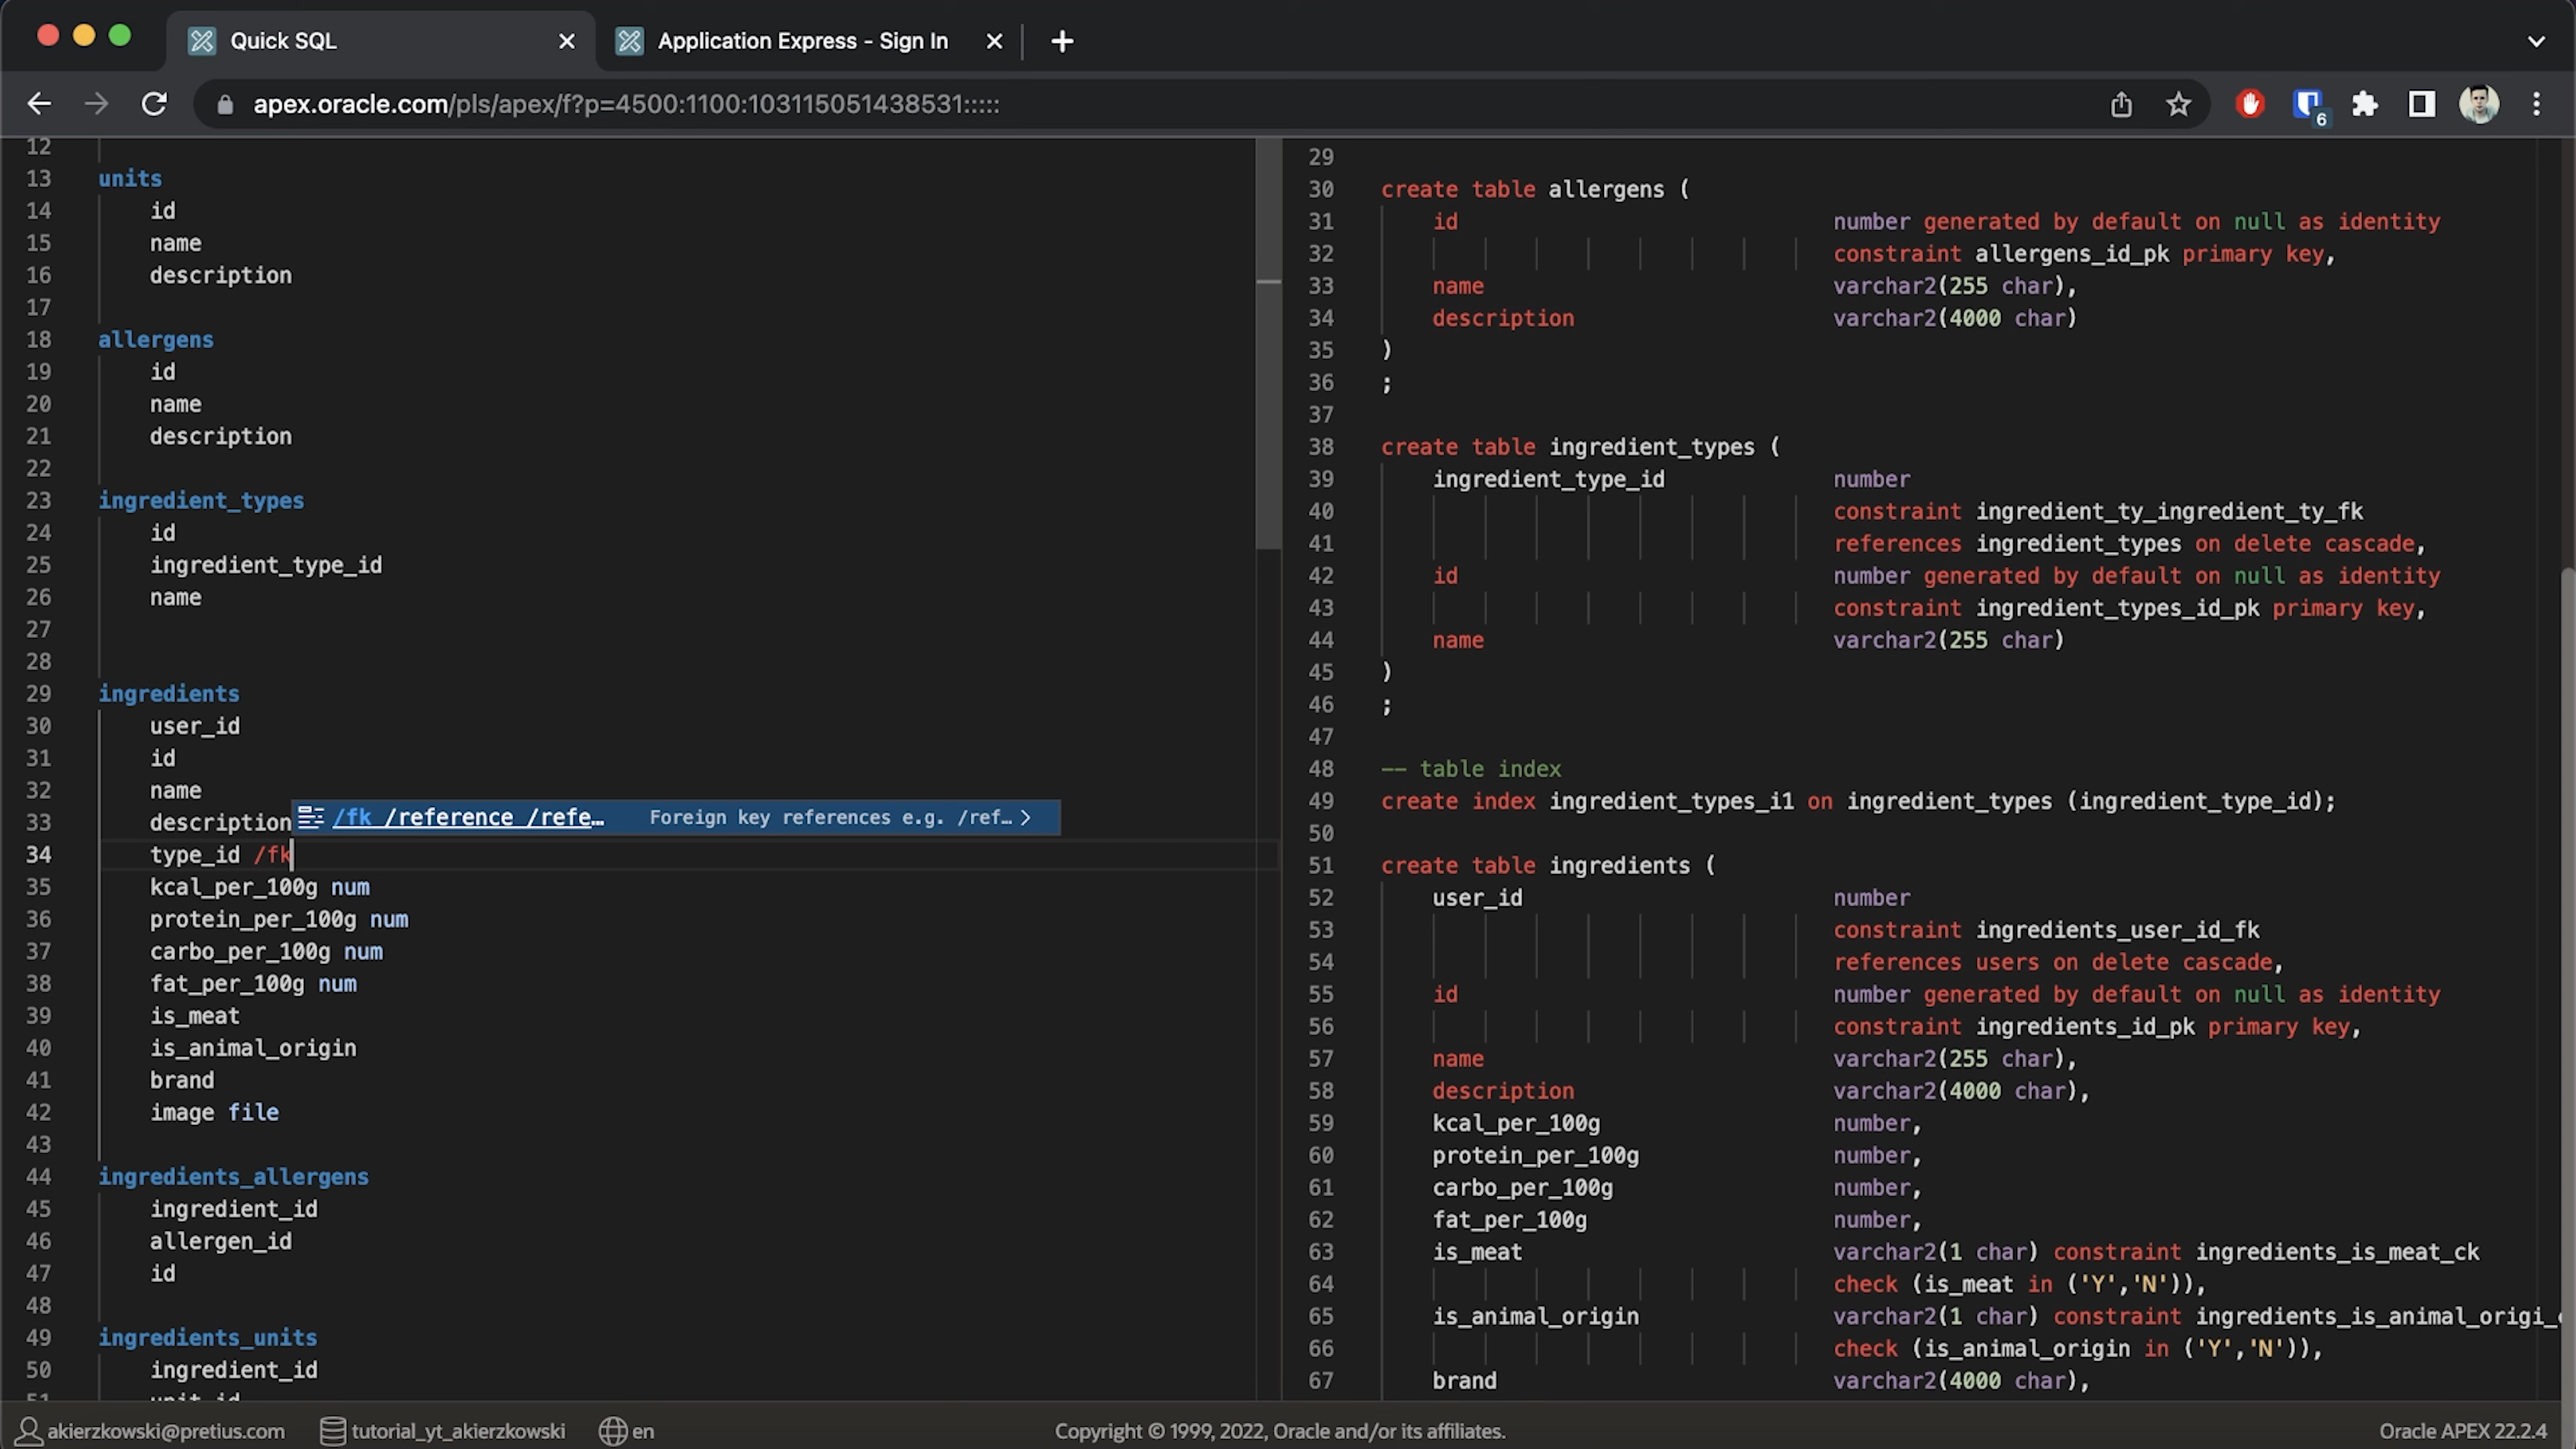 Quick SQL
Application Express - Sign In
apex.oracle.com/pls/apex/f?p=4500:1100:103115051438531:::::
6
12
13 units
14 id
15 name
16 description
17
18 allergens
19 id
20 name
21 description
22
23 ingredient_types
24 id
25 ingredient_type_id
26 name
27
28
29 ingredients
30 user_id
31 id
32 name
33 description
/fk /reference /refe… Foreign key references e.g. /ref…
34 type_id /fk
35 kcal_per_100g num
36 protein_per_100g num
37 carbo_per_100g num
38 fat_per_100g num
39 is_meat
40 is_animal_origin
41 brand
42 image file
43
44 ingredients_allergens
45 ingredient_id
46 allergen_id
47 id
48
49 ingredients_units
50 ingredient_id
51 unit_id
29
30 create table allergens (
31 id number generated by default on null as identity
32 constraint allergens_id_pk primary key,
33 name varchar2(255 char),
34 description varchar2(4000 char)
35 )
36 ;
37
38 create table ingredient_types (
39 ingredient_type_id number
40 constraint ingredient_ty_ingredient_ty_fk
41 references ingredient_types on delete cascade,
42 id number generated by default on null as identity
43 constraint ingredient_types_id_pk primary key,
44 name varchar2(255 char)
45 )
46 ;
47
48 -- table index
49 create index ingredient_types_i1 on ingredient_types (ingredient_type_id);
50
51 create table ingredients (
52 user_id number
53 constraint ingredients_user_id_fk
54 references users on delete cascade,
55 id number generated by default on null as identity
56 constraint ingredients_id_pk primary key,
57 name varchar2(255 char),
58 description varchar2(4000 char),
59 kcal_per_100g number,
60 protein_per_100g number,
61 carbo_per_100g number,
62 fat_per_100g number,
63 is_meat varchar2(1 char) constraint ingredients_is_meat_ck
64 check (is_meat in ('Y','N')),
65 is_animal_origin varchar2(1 char) constraint ingredients_is_animal_origi_
66 check (is_animal_origin in ('Y','N')),
67 brand varchar2(4000 char),
akierzkowski@pretius.com tutorial_yt_akierzkowski en
Copyright © 1999, 2022, Oracle and/or its affiliates.
Oracle APEX 22.2.4